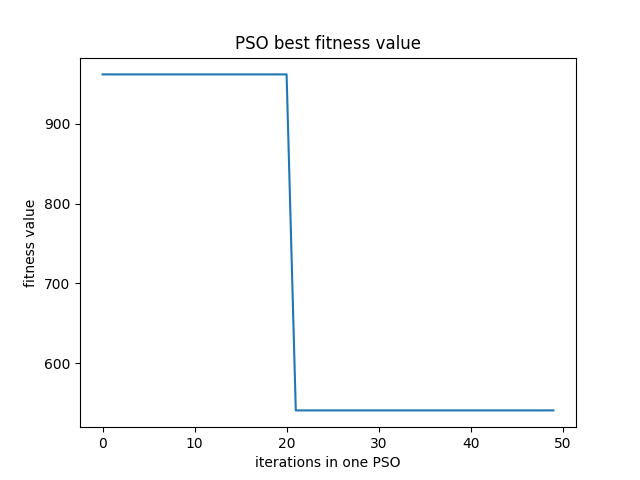 PSO best fitness value
fitness value
900
800
700
600
0 10 20 30 40 50
iterations in one PSO